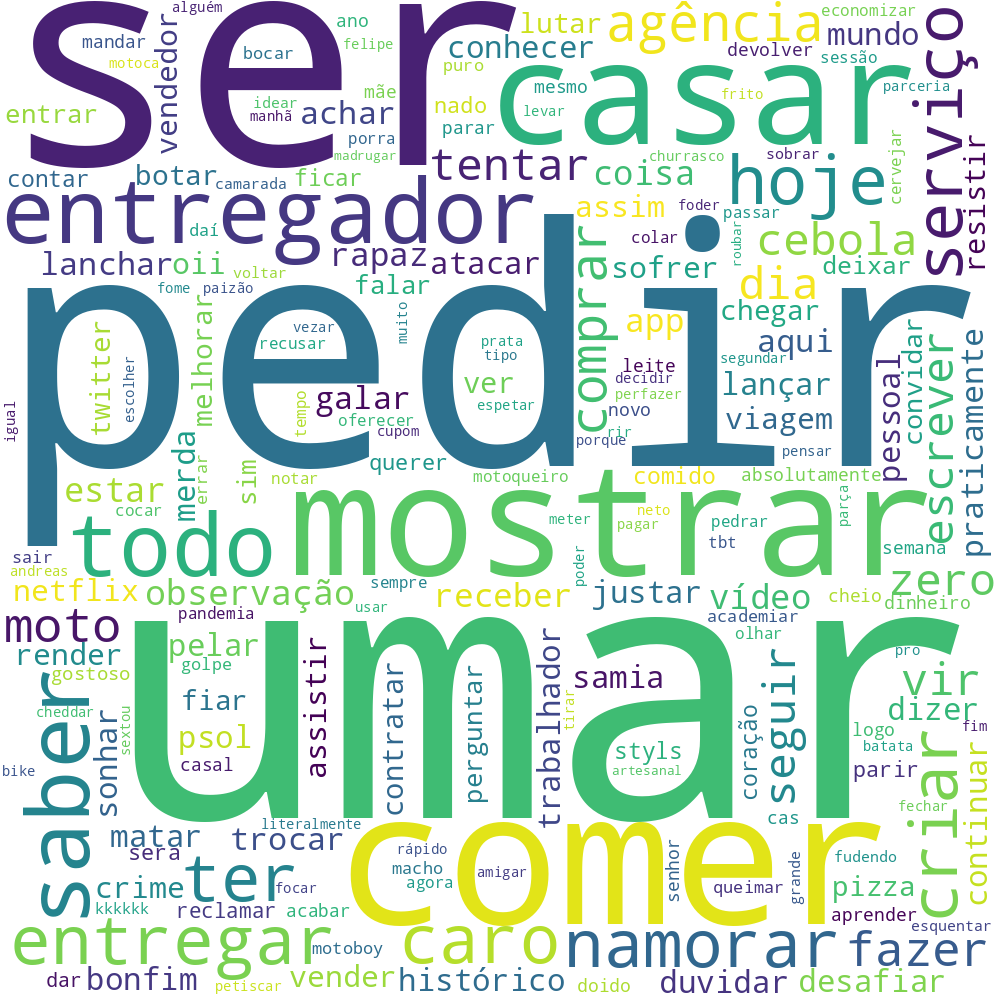 ser
casar
agência
serviço
alguém
mandar
motoca
ano
felipe
bocar
vendedor
lutar
conhecer
economizar
mundo
devolver
sessão
parceria
puro
mesmo
levar
frito
entrar
idear
manhã
mãe
achar
nado
parar
porra
madrugar
tentar
coisa
churrasco
sobrar
hoje
cervejar
resistir
contar
botar
camarada
ficar
entregador
daí
rapaz
atacar
assim
foder
passar
colar
roubar
cebola
deixar
lanchar
oii
voltar
falar
sofrer
dia
fome
paizão
pedir
comprar
app
chegar
aqui
convidar
twitter
melhorar
recusar
vezar
muito
prata
tipo
ver
leite
segundar
decidir
lançar
pessoal
escrever
praticamente
igual
escolher
tempo
galar
oferecer
cupom
espetar
novo
perfazer
viagem
porque
rir
pensar
merda
errar
sim
querer
notar
motoqueiro
comido
absolutamente
estar
cocar
mostrar
todo
meter
pagar
neto
pedrar
tbt
parça
semana
sair
andreas
sempre
poder
zero
netflix
observação
usar
receber
justar
vídeo
cheio
dinheiro
moto
pandemia
academiar
olhar
pro
render
pelar
golpe
umar
vir
gostoso
fiar
assistir
samia
dizer
cheddar
sextou
saber
sonhar
psol
casal
contratar
perguntar
trabalhador
tirar
styls
artesanal
coração
seguir
logo
fim
batata
parir
bike
criar
continuar
fechar
cas
matar
sera
trocar
literalmente
comer
rápido
macho
agora
amigar
senhor
queimar
grande
fudendo
pizza
aprender
esquentar
crime
ter
focar
kkkkkk
reclamar
acabar
entregar
motoboy
caro
namorar
fazer
dar
bonfim
petiscar
vender
histórico
doido
duvidar
desafiar